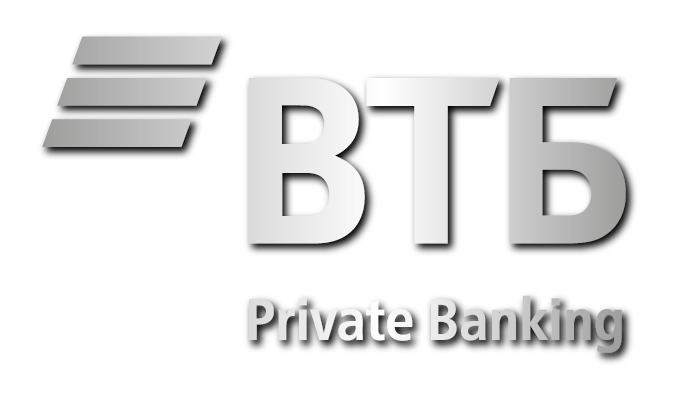 ВТБ
Private Banking